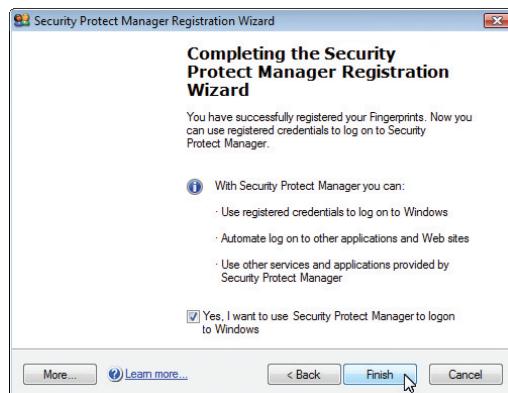 Security Protect Manager Registration Wizard
Completing the Security
Protect Manager Registration
Wizard
You have successfully registered your Fingerprints. Now you
can use registered credentials to log on to Security
Protect Manager.
With Security Protect Manager you can:
· Use registered credentials to log on to Windows
· Automate log on to other applications and Web sites
· Use other services and applications provided by
Security Protect Manager
Yes, I want to use Security Protect Manager to logon
to Windows
More...
Learn more...
< Back
Finish
Cancel